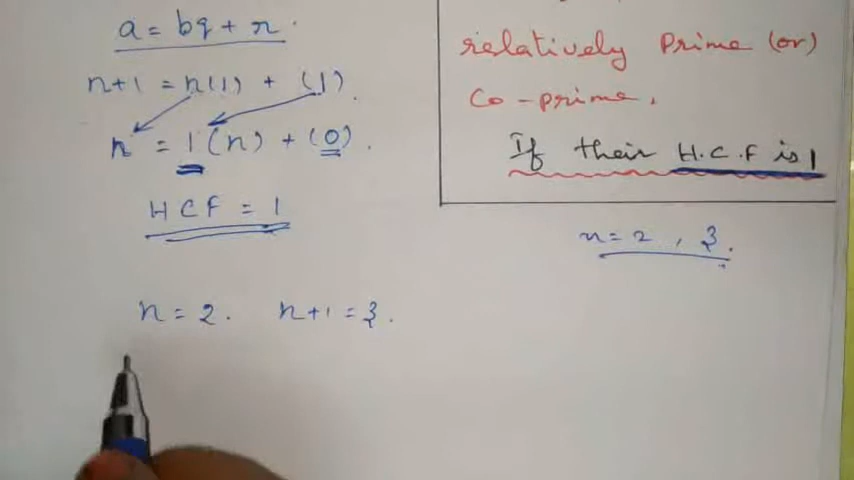 a = bq + r.
n+1 = n(1) + (1).
n = 1(n) + (0).
HCF = 1
n = 2. n+1 = 3.
relatively Prime (or)
Co-prime.
If their H.C.F is 1
n = 2, 3.